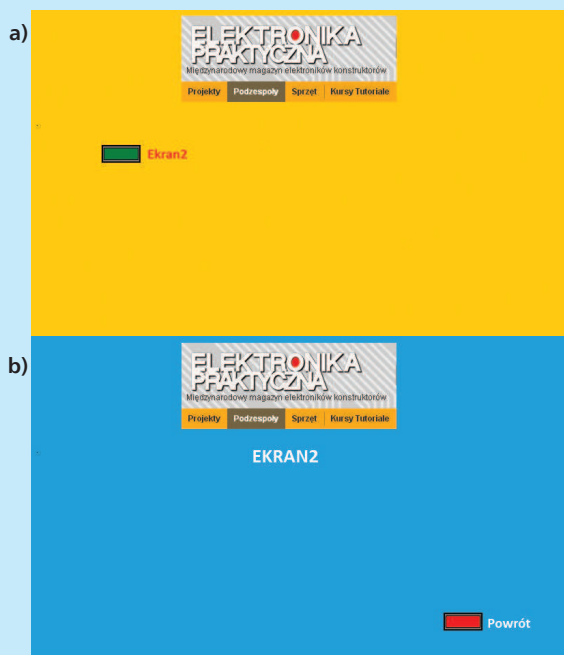 a)
ELEKTRONIKA
PRAKTYCZNA
Międzynarodowy magazyn elektroników konstruktorów
Projekty Podzespoły Sprzęt Kursy Tutoriale
Ekran2
b)
ELEKTRONIKA
PRAKTYCZNA
Międzynarodowy magazyn elektroników konstruktorów
Projekty Podzespoły Sprzęt Kursy Tutoriale
EKRAN2
Powrót